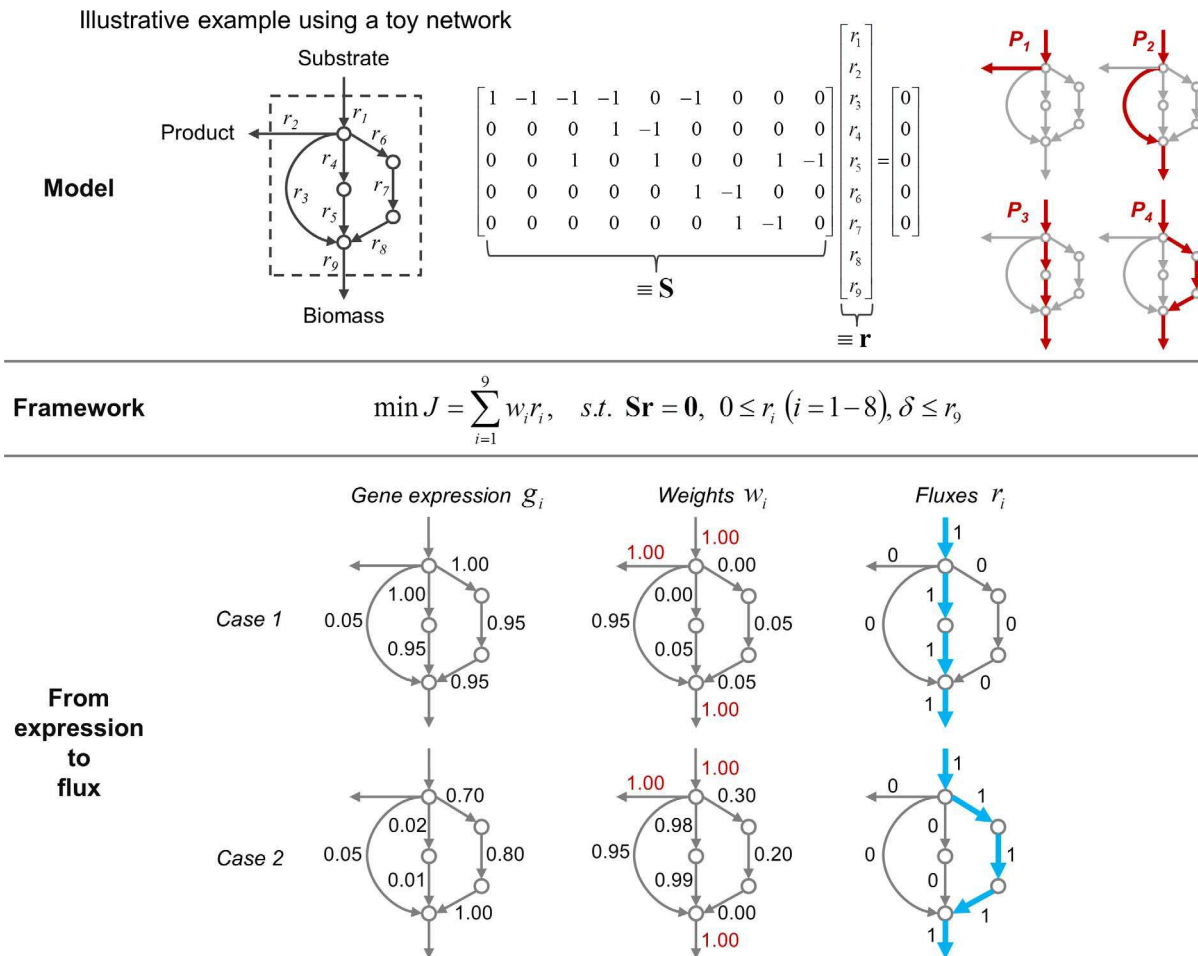 Illustrative example using a toy network
Substrate
Product
r1
r2
r6
r4
r3
r7
r5
r8
r9
Biomass
Model
1 −1 −1 −1 0 −1 0 0 0
0 0 0 1 −1 0 0 0 0
0 0 1 0 1 0 0 1 −1
0 0 0 0 0 1 −1 0 0
0 0 0 0 0 0 1 −1 0
≡ S
r1
r2
r3
r4
r5
r6
r7
r8
r9
≡ r
=
0
0
0
0
0
P1
P2
P3
P4
Framework
min J = ∑ i=1 9 wi ri, s.t. Sr = 0, 0 ≤ ri (i = 1 − 8), δ ≤ r9
From
expression
to
flux
Gene expression gi
Weights wi
Fluxes ri
Case 1
1.00
1.00
0.05
0.95
0.95
0.95
1.00
1.00
0.00
0.00
0.95
0.05
0.05
0.05
1.00
1
0
0
1
0
0
1
0
1
Case 2
0.70
0.02
0.05
0.80
0.01
1.00
1.00
1.00
0.30
0.98
0.95
0.20
0.99
0.00
1.00
1
0
1
0
0
1
0
1
1